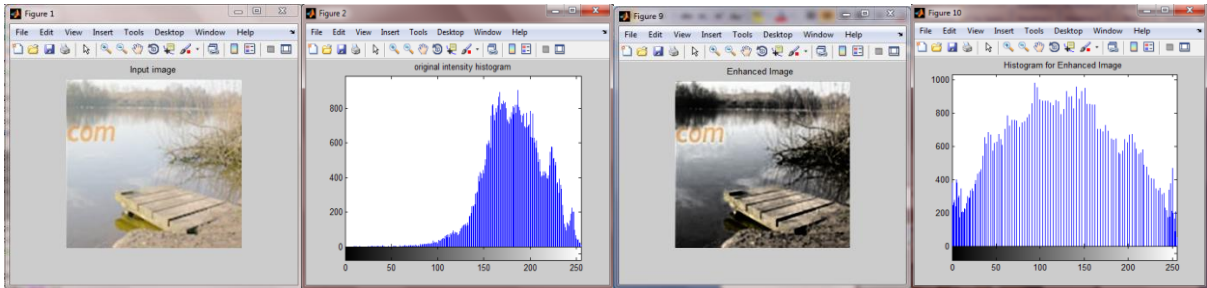 Figure 1
File Edit View Insert Tools Desktop Window Help
Input image
com
Figure 2
File Edit View Insert Tools Desktop Window Help
original intensity histogram
800
600
400
200
0
0 50 100 150 200 250
Figure 9
File Edit View Insert Tools Desktop Window Help
Enhanced Image
com
Figure 10
File Edit View Insert Tools Desktop Window Help
Histogram for Enhanced Image
1000
800
600
400
200
0
0 50 100 150 200 250